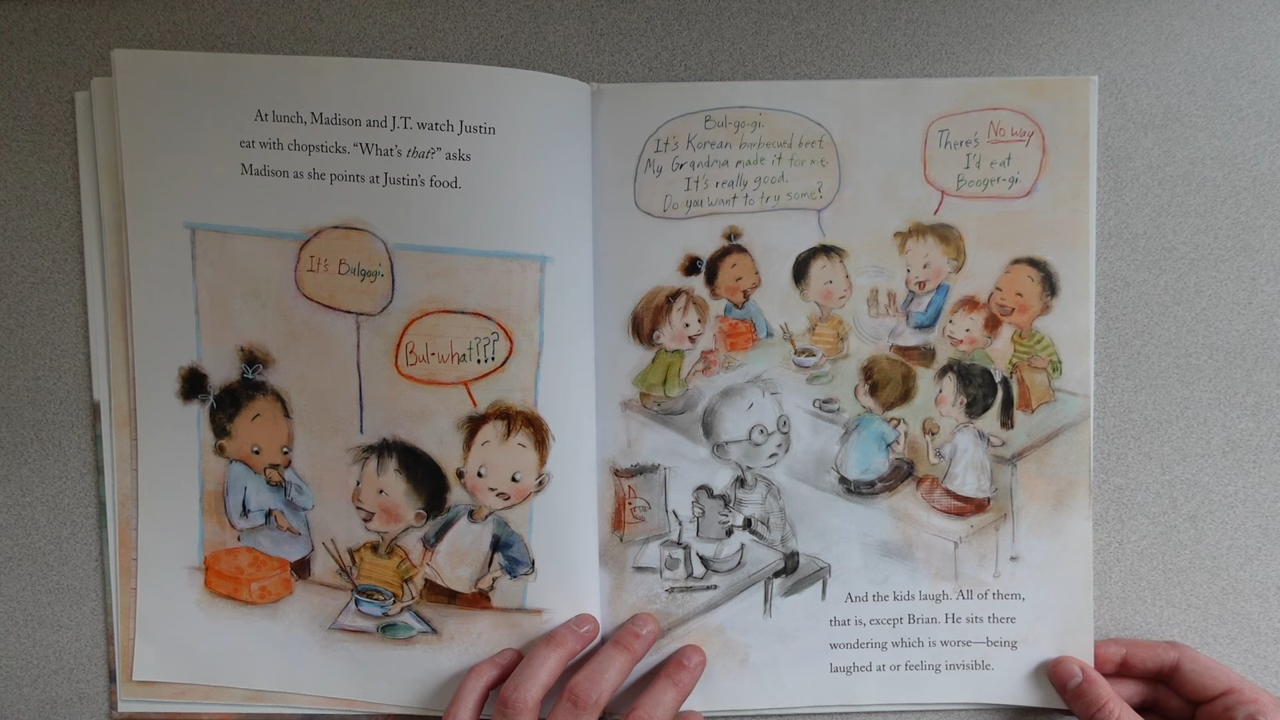 At lunch, Madison and J.T. watch Justin
eat with chopsticks. “What’s that?” asks
Madison as she points at Justin’s food.
It's Bulgogi.
Bul-what???
Bul-go-gi.
It's Korean barbecued beef.
My Grandma made it for me.
It's really good.
Do you want to try some?
There's No way
I'd eat
Booger-gi.
And the kids laugh. All of them,
that is, except Brian. He sits there
wondering which is worse—being
laughed at or feeling invisible.